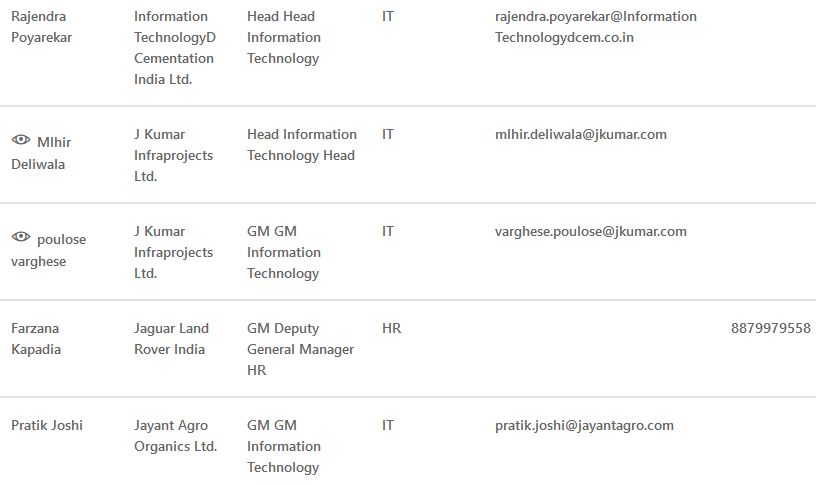 Rajendra Poyarekar
Information TechnologyD Cementation India Ltd.
Head Head Information Technology
IT
rajendra.poyarekar@Information Technologydcem.co.in
Mlhir Deliwala
J Kumar Infraprojects Ltd.
Head Information Technology Head
IT
mlhir.deliwala@jkumar.com
poulose varghese
J Kumar Infraprojects Ltd.
GM GM Information Technology
IT
varghese.poulose@jkumar.com
Farzana Kapadia
Jaguar Land Rover India
GM Deputy General Manager HR
HR
8879979558
Pratik Joshi
Jayant Agro Organics Ltd.
GM GM Information Technology
IT
pratik.joshi@jayantagro.com